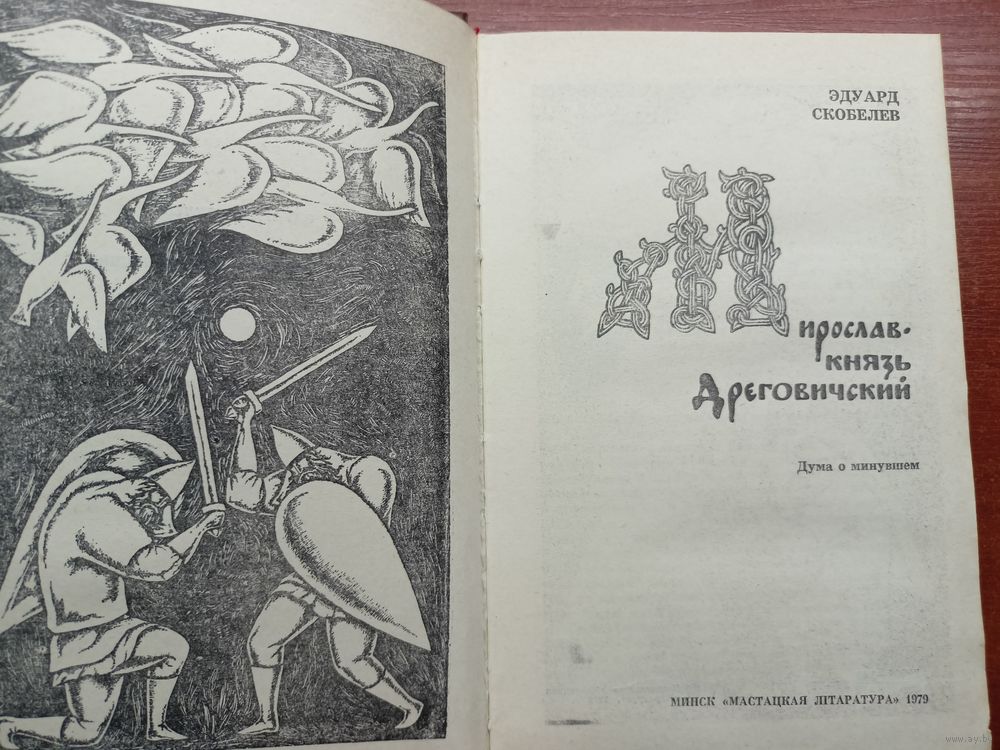 ЭДУАРД
СКОБЕЛЕВ
Мирослав-
князь
Дреговичский
Дума о минувшем
МИНСК «МАСТАЦКАЯ ЛІТАРАТУРА» 1979